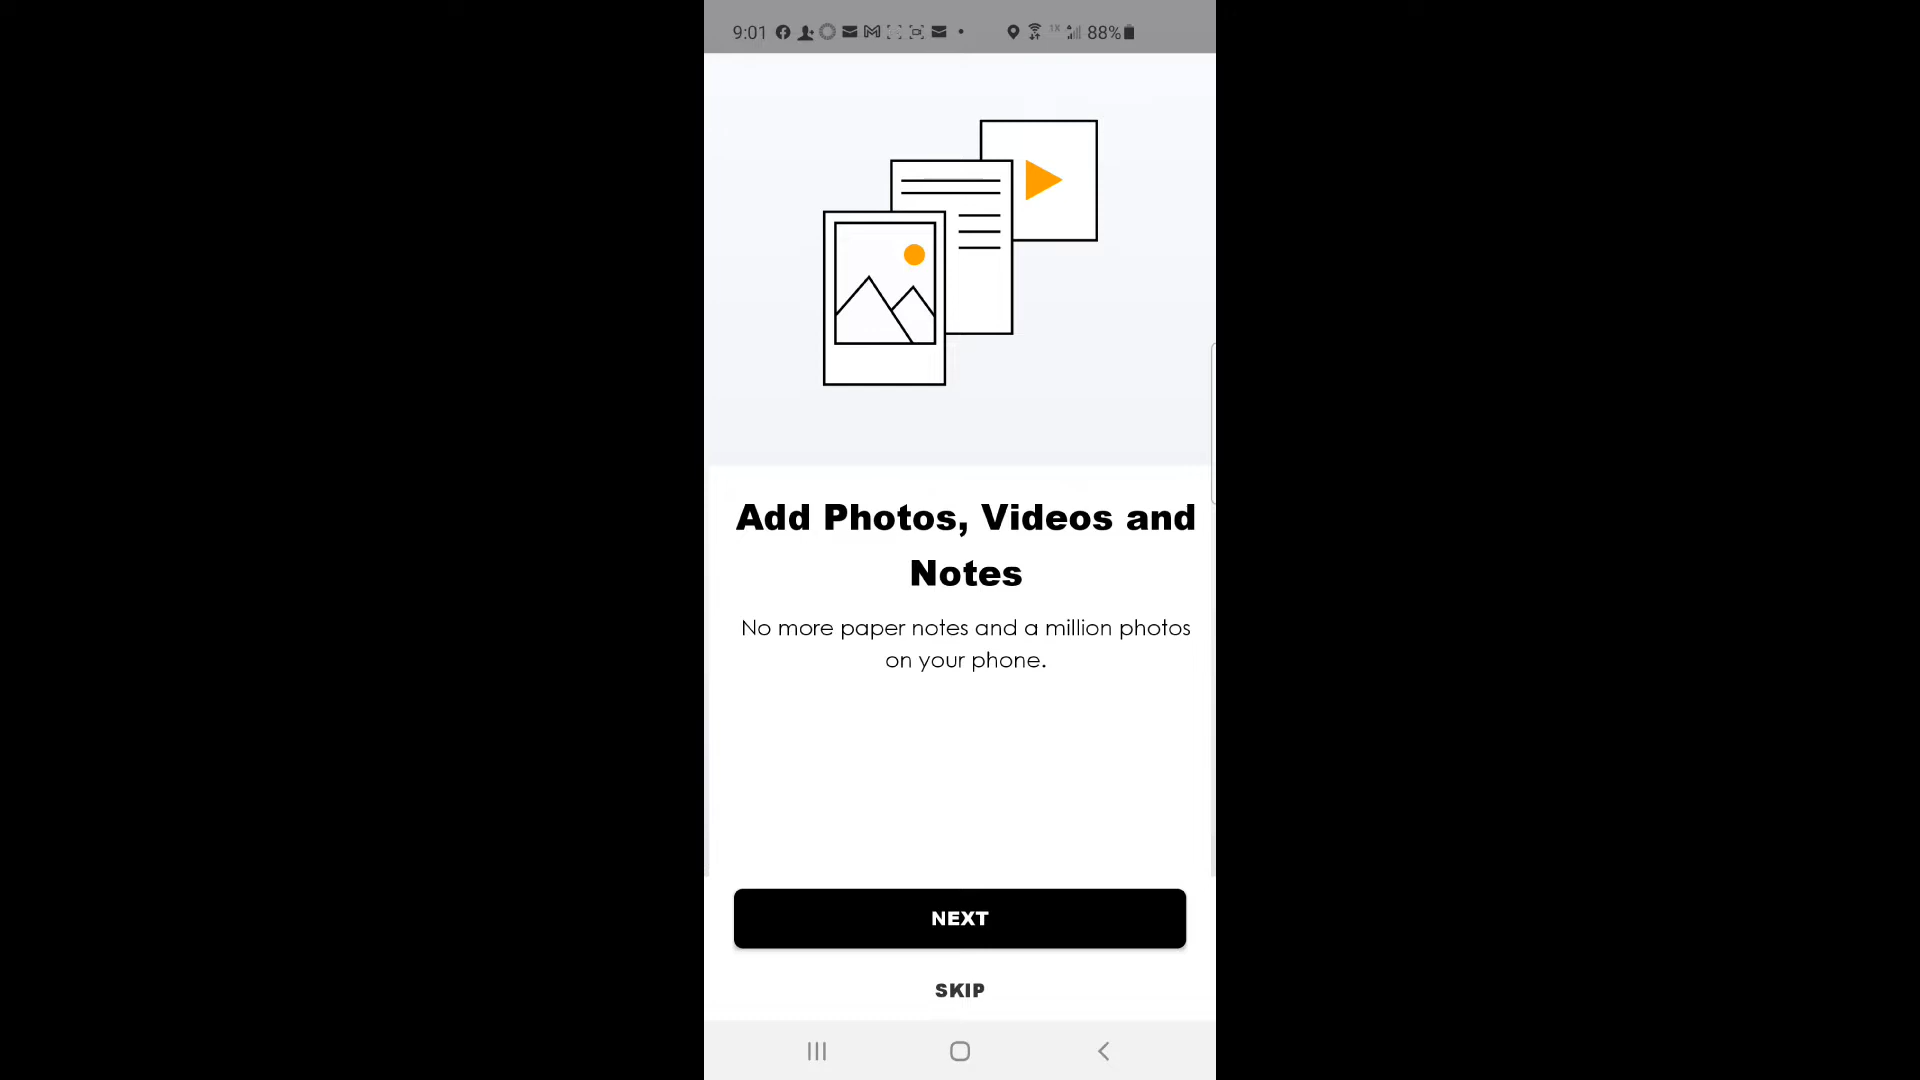 9:01 1X 88%
Add Photos, Videos and
Notes
No more paper notes and a million photos
on your phone.
NEXT
SKIP